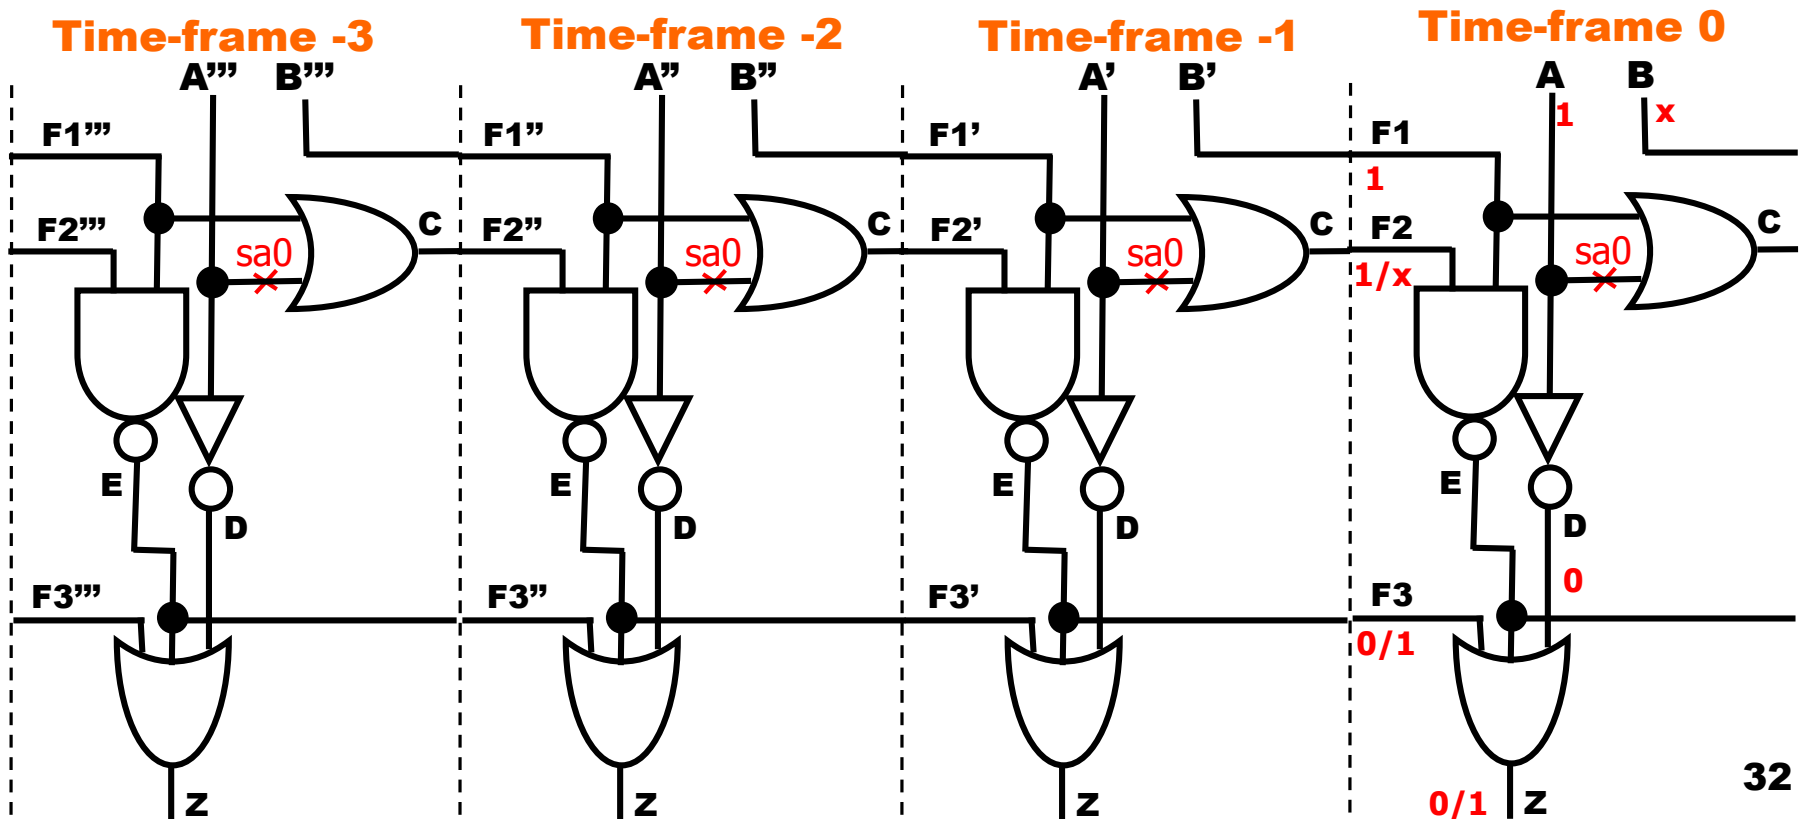 Time-frame -3 Time-frame -2 Time-frame -1 Time-frame 0
A''' B''' A'' B'' A' B' A B
1 x
F1''' F1'' F1' F1
1
F2''' C F2'' C F2' C F2 C
sa0 sa0 sa0 sa0
1/x
E E E E
D D D D
0
F3''' F3'' F3' F3
0/1
32
Z Z Z 0/1 Z